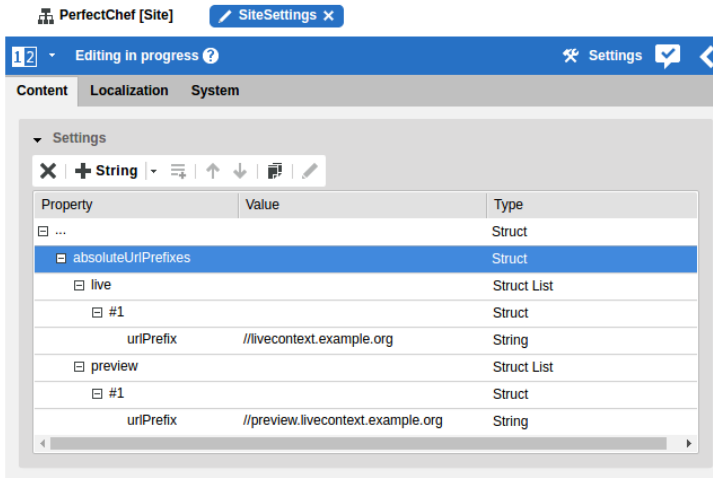 PerfectChef [Site] SiteSettings
12 Editing in progress ? Settings
Content Localization System
Settings
String
Property Value Type
... Struct
absoluteUrlPrefixes Struct
live Struct List
#1 Struct
urlPrefix //livecontext.example.org String
preview Struct List
#1 Struct
urlPrefix //preview.livecontext.example.org String